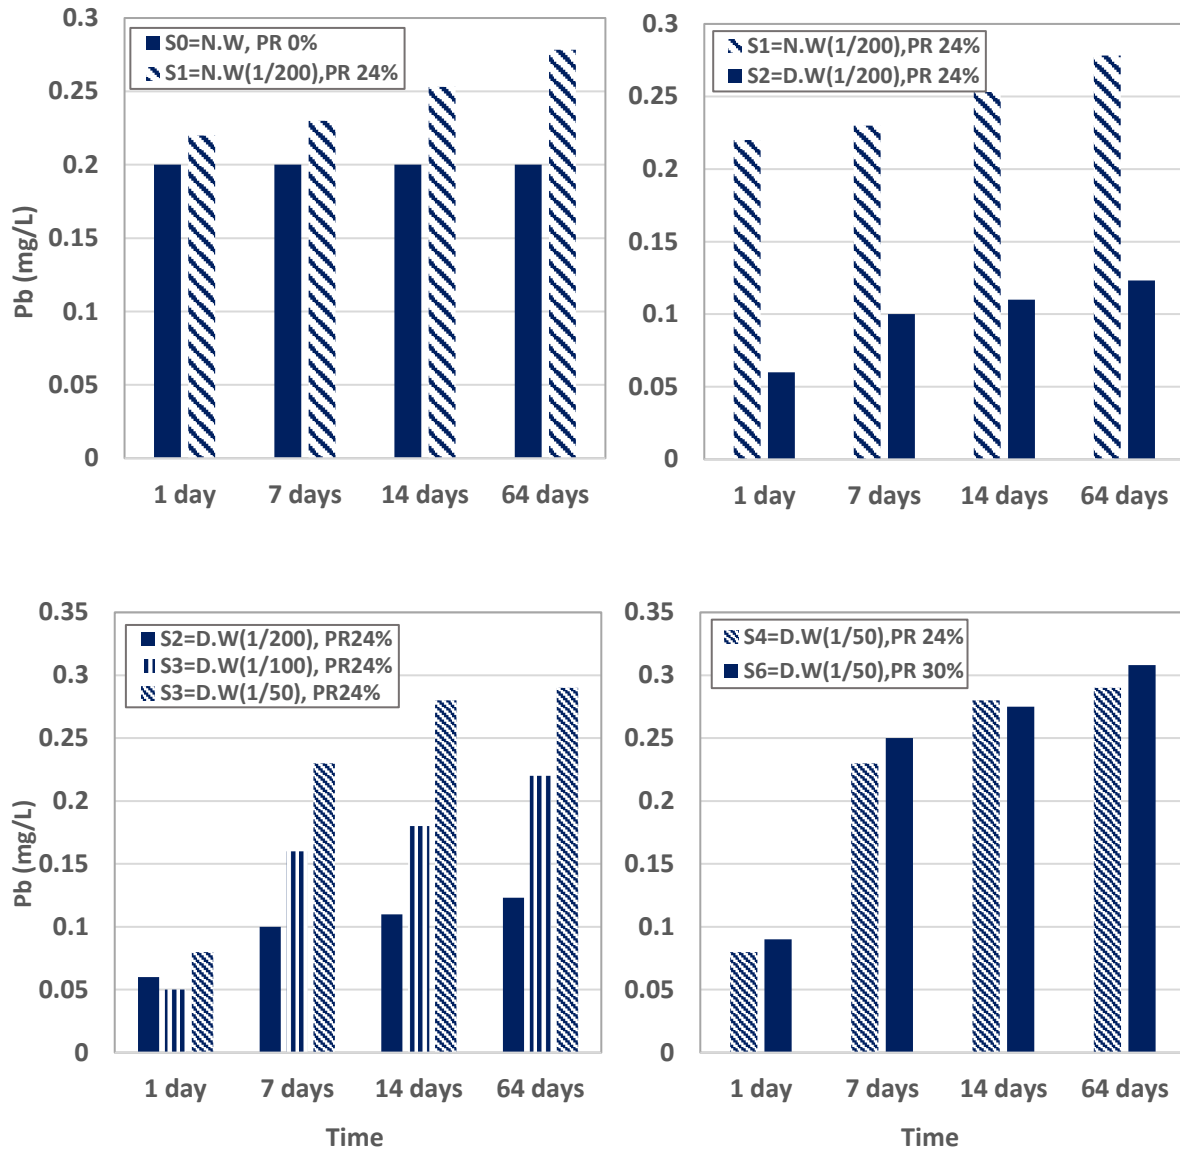 0.3
0.25
0.2
0.15
0.1
0.05
0
Pb (mg/L)
S0=N.W, PR 0%
S1=N.W(1/200),PR 24%
1 day 7 days 14 days 64 days
0.3
0.25
0.2
0.15
0.1
0.05
0
S1=N.W(1/200),PR 24%
S2=D.W(1/200),PR 24%
1 day 7 days 14 days 64 days
0.35
0.3
0.25
0.2
0.15
0.1
0.05
0
Pb (mg/L)
S2=D.W(1/200), PR24%
S3=D.W(1/100), PR24%
S3=D.W(1/50), PR24%
1 day 7 days 14 days 64 days
Time
0.35
0.3
0.25
0.2
0.15
0.1
0.05
0
S4=D.W(1/50),PR 24%
S6=D.W(1/50),PR 30%
1 day 7 days 14 days 64 days
Time